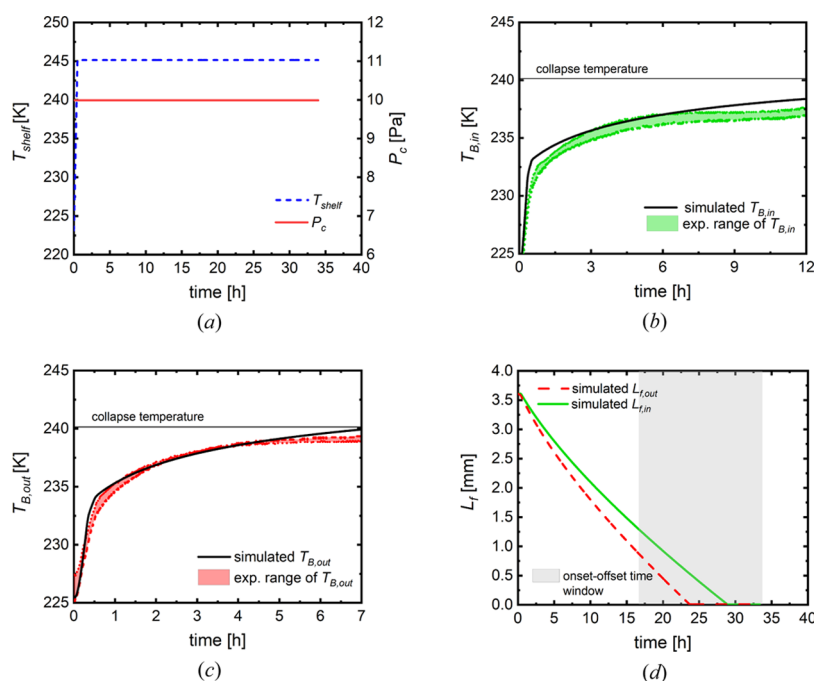 250
245
240
235
230
225
220
T_shelf [K]
12
11
10
9
8
7
6
P_c [Pa]
T_shelf
P_c
0 5 10 15 20 25 30 35 40
time [h]
(a)
245
240
235
230
225
T_B,in [K]
collapse temperature
simulated T_B,in
exp. range of T_B,in
0 3 6 9 12
time [h]
(b)
245
240
235
230
225
T_B,out [K]
collapse temperature
simulated T_B,out
exp. range of T_B,out
0 1 2 3 4 5 6 7
time [h]
(c)
4.0
3.5
3.0
2.5
2.0
1.5
1.0
0.5
0.0
L_f [mm]
simulated L_f,out
simulated L_f,in
onset-offset time
window
0 5 10 15 20 25 30 35 40
time [h]
(d)